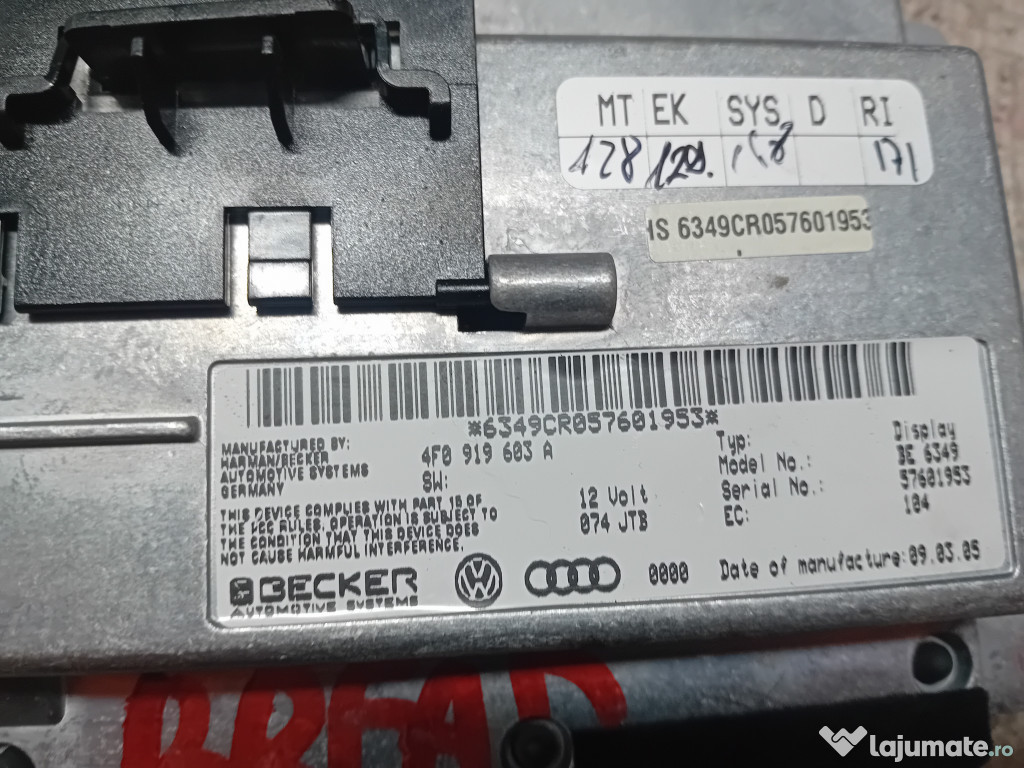 MT EK SYS D RI
128 128. 168 171
HS 6349CR057601953
*6349CR057601953*
MANUFACTURED BY:
HARMAN/BECKER
AUTOMOTIVE SYSTEMS
GERMANY
4F0 919 603 A
SW:
THIS DEVICE COMPLIES WITH PART 15 OF
THE FCC RULES. OPERATION IS SUBJECT TO
THE CONDITION THAT THIS DEVICE DOES
NOT CAUSE HARMFUL INTERFERENCE.
12 Volt
074 JTB
Typ: Display
Model No.: BE 6349
Serial No.: 57601953
EC: 104
BECKER
AUTOMOTIVE SYSTEMS
0000
Date of manufacture:09.03.05
lajumate.ro